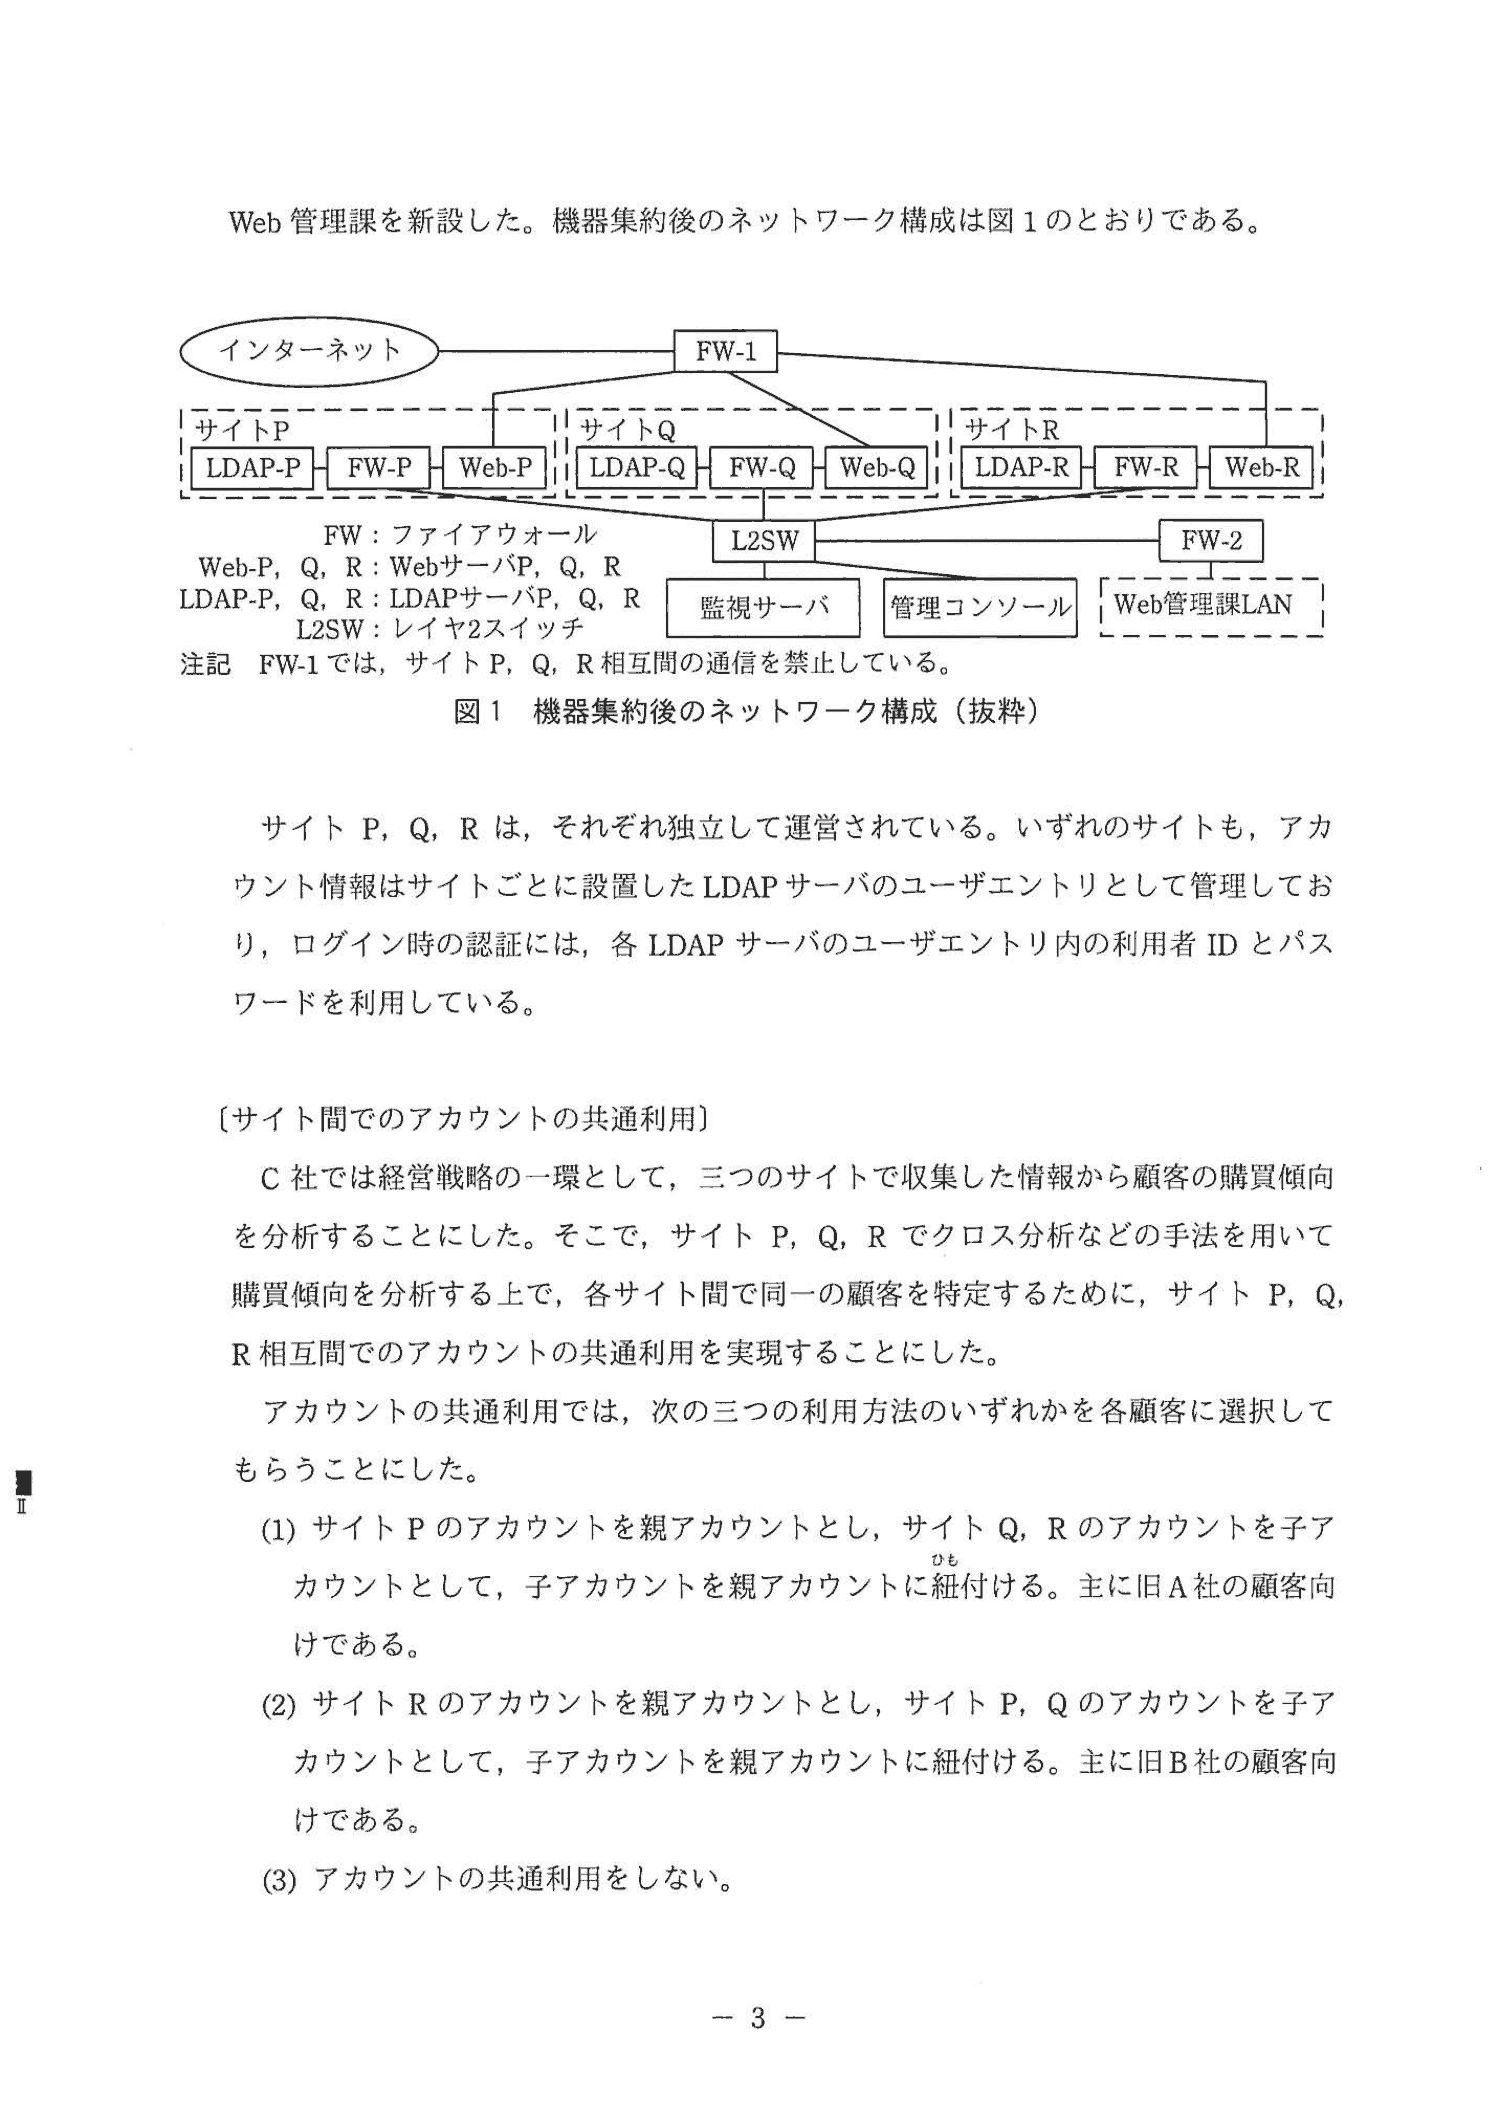 Web 管理課を新設した。機器集約後のネットワーク構成は図 1 のとおりである。
インターネット
FW-1
サイトP
サイトQ
サイトR
LDAP-P
FW-P
Web-P
LDAP-Q
FW-Q
Web-Q
LDAP-R
FW-R
Web-R
L2SW
FW-2
監視サーバ
管理コンソール
Web管理課LAN
FW：ファイアウォール
Web-P，Q，R：WebサーバP，Q，R
LDAP-P，Q，R：LDAPサーバP，Q，R
L2SW：レイヤ2スイッチ
注記 FW-1 では，サイト P，Q，R 相互間の通信を禁止している。
図 1 機器集約後のネットワーク構成（抜粋）
サイト P，Q，R は，それぞれ独立して運営されている。いずれのサイトも，アカ
ウント情報はサイトごとに設置した LDAP サーバのユーザエントリとして管理してお
り，ログイン時の認証には，各 LDAP サーバのユーザエントリ内の利用者 ID とパス
ワードを利用している。
〔サイト間でのアカウントの共通利用〕
C 社では経営戦略の一環として，三つのサイトで収集した情報から顧客の購買傾向
を分析することにした。そこで，サイト P，Q，R でクロス分析などの手法を用いて
購買傾向を分析する上で，各サイト間で同一の顧客を特定するために，サイト P，Q，
R 相互間でのアカウントの共通利用を実現することにした。
アカウントの共通利用では，次の三つの利用方法のいずれかを各顧客に選択して
もらうことにした。
(1) サイト P のアカウントを親アカウントとし，サイト Q，R のアカウントを子ア
ひも
カウントとして，子アカウントを親アカウントに紐付ける。主に旧 A 社の顧客向
けである。
(2) サイト R のアカウントを親アカウントとし，サイト P，Q のアカウントを子ア
カウントとして，子アカウントを親アカウントに紐付ける。主に旧 B 社の顧客向
けである。
(3) アカウントの共通利用をしない。
Ⅱ
－ 3 －